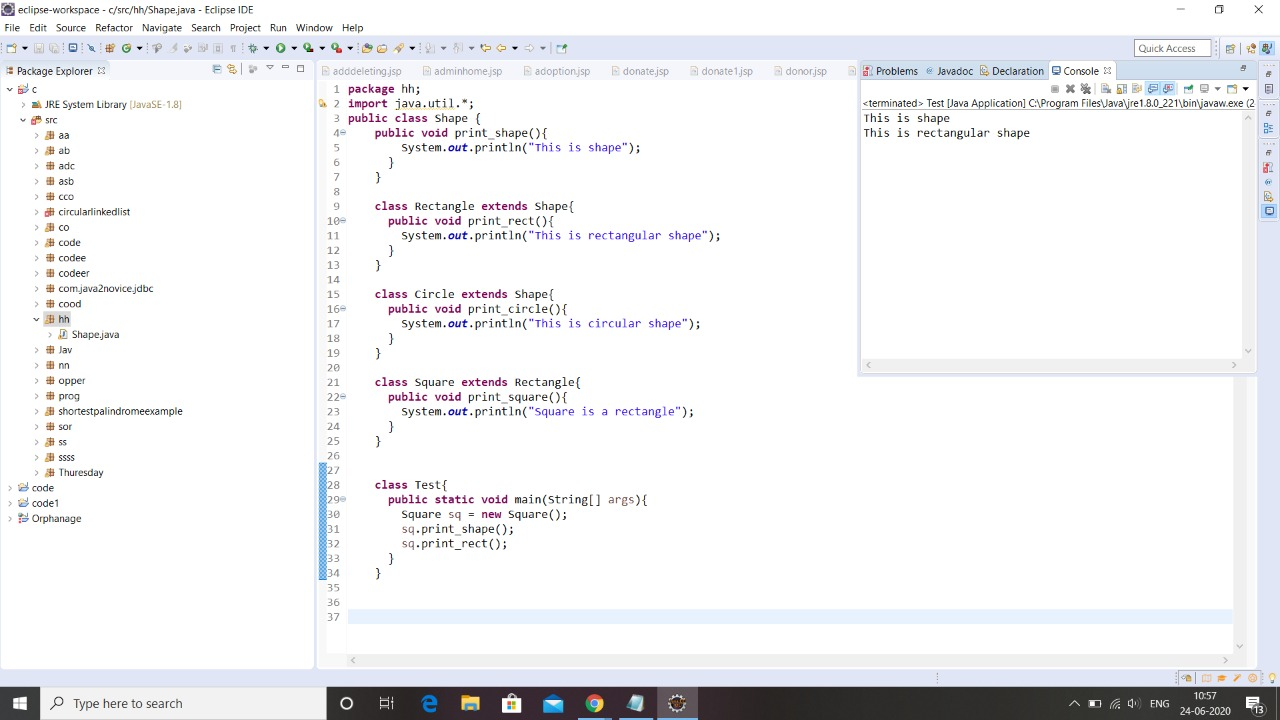 eclipse-workspace - c/src/hh/Shape.java - Eclipse IDE
File Edit Source Refactor Navigate Search Project Run Window Help
Quick Access
Package Explorer
c
JRE System Library [JavaSE-1.8]
src
aa
ab
adc
asb
cco
circularlinkedlist
co
code
codee
codeer
com.java2novice.jdbc
cood
hh
Shape.java
Jav
nn
opper
prog
shortestpalindromeexample
sor
ss
ssss
Thuresday
code
code1
Orphanage
adddeleting.jsp adminhome.jsp adoption.jsp donate.jsp donate1.jsp donor.jsp
1 package hh;
2 import java.util.*;
3 public class Shape {
4 public void print_shape(){
5 System.out.println("This is shape");
6 }
7 }
8
9 class Rectangle extends Shape{
10 public void print_rect(){
11 System.out.println("This is rectangular shape");
12 }
13 }
14
15 class Circle extends Shape{
16 public void print_circle(){
17 System.out.println("This is circular shape");
18 }
19 }
20
21 class Square extends Rectangle{
22 public void print_square(){
23 System.out.println("Square is a rectangle");
24 }
25 }
26
27
28 class Test{
29 public static void main(String[] args){
30 Square sq = new Square();
31 sq.print_shape();
32 sq.print_rect();
33 }
34 }
35
36
37
Problems Javadoc Declaration Console
<terminated> Test [Java Application] C:\Program Files\Java\jre1.8.0_221\bin\javaw.exe (2
This is shape
This is rectangular shape
Type here to search
ENG
10:57
24-06-2020
13